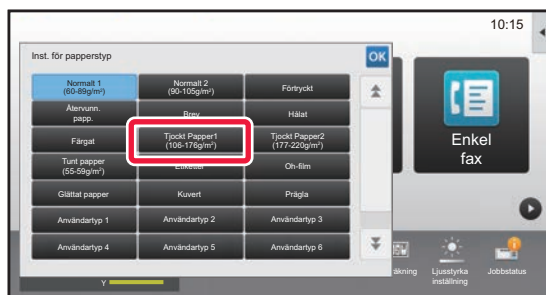 10:15
Inst. för papperstyp
OK
Normalt 1
(60-89g/m²)
Normalt 2
(90-105g/m²)
Förtryckt
Återvunn.
papp.
Brev
Hålat
Färgat
Tjockt Papper1
(106-176g/m²)
Tjockt Papper2
(177-220g/m²)
Tunt papper
(55-59g/m²)
Etiketter
Oh-film
Glättat papper
Kuvert
Prägla
Användartyp 1
Användartyp 2
Användartyp 3
Användartyp 4
Användartyp 5
Användartyp 6
Enkel
fax
äkning
Ljusstyrka
inställning
Jobbstatus
Y